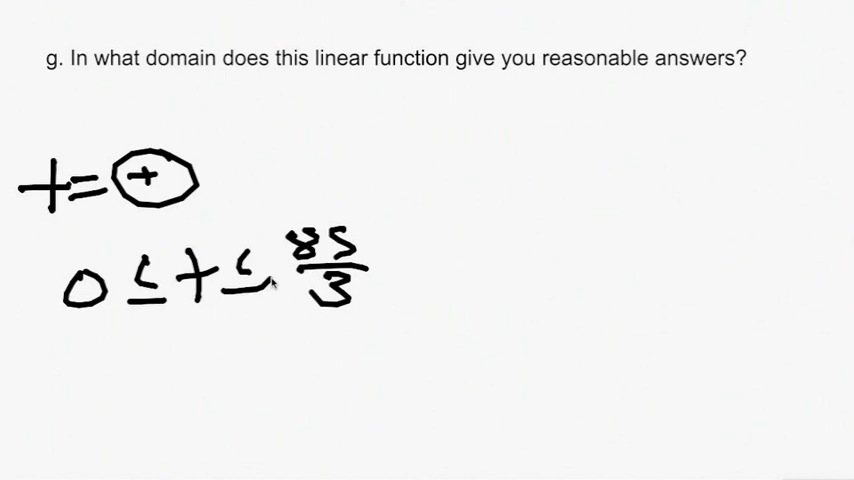 g. In what domain does this linear function give you reasonable answers?
t = +
0 ≤ t ≤ 85/3